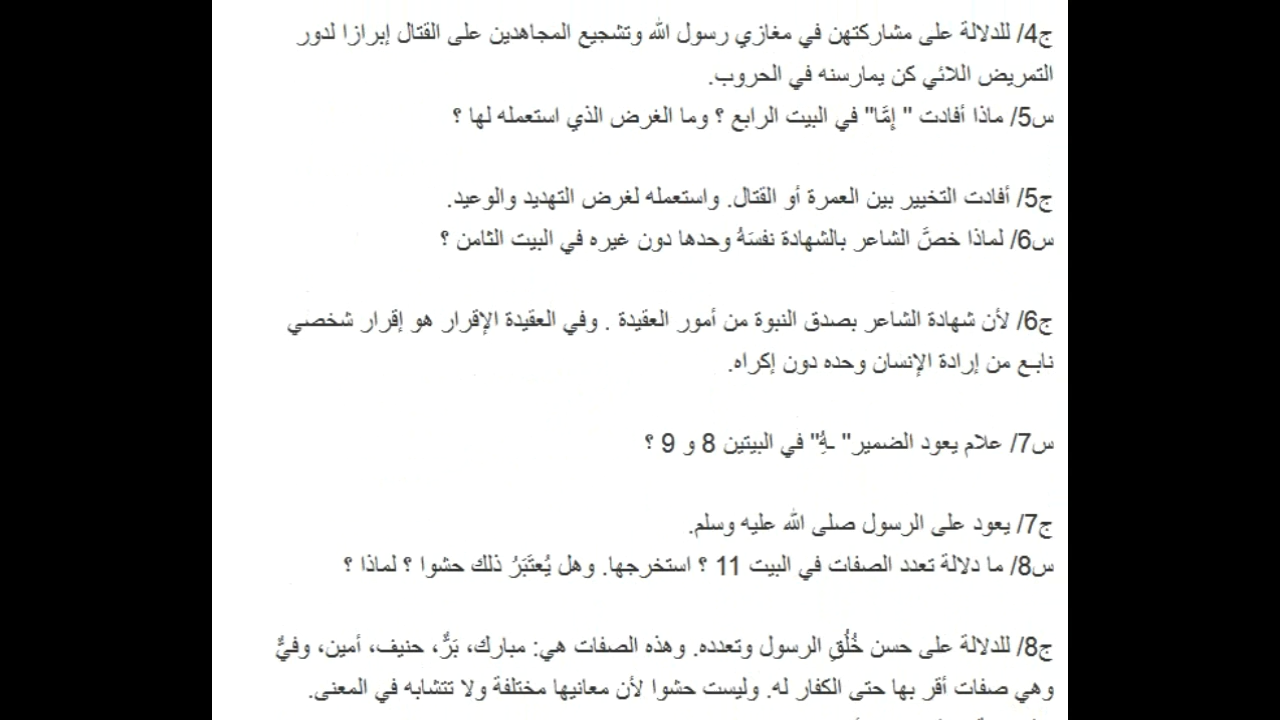 ج4/ للدلالة على مشاركتهن في مغازي رسول الله وتشجيع المجاهدين على القتال إبرازا لدور
التمريض اللائي كن يمارسنه في الحروب.
س5/ ماذا أفادت " إمَّا" في البيت الرابع ؟ وما الغرض الذي استعمله لها ؟
ج5/ أفادت التخيير بين العمرة أو القتال. واستعمله لغرض التهديد والوعيد.
س6/ لماذا خصَّ الشاعر بالشهادة نفسَهُ وحدها دون غيره في البيت الثامن ؟
ج6/ لأن شهادة الشاعر بصدق النبوة من أمور العقيدة . وفي العقيدة الإقرار هو إقرار شخصي
نابع من إرادة الإنسان وحده دون إكراه.
س7/ علام يعود الضمير" ـهُِ" في البيتين 8 و 9 ؟
ج7/ يعود على الرسول صلى الله عليه وسلم.
س8/ ما دلالة تعدد الصفات في البيت 11 ؟ استخرجها. وهل يُعتَبَرُ ذلك حشوا ؟ لماذا ؟
ج8/ للدلالة على حسن خُلُقِ الرسول وتعدده. وهذه الصفات هي: مبارك، بَرٌّ، حنيف، أمين، وفيٌّ
وهي صفات أقر بها حتى الكفار له. وليست حشوا لأن معانيها مختلفة ولا تتشابه في المعنى.